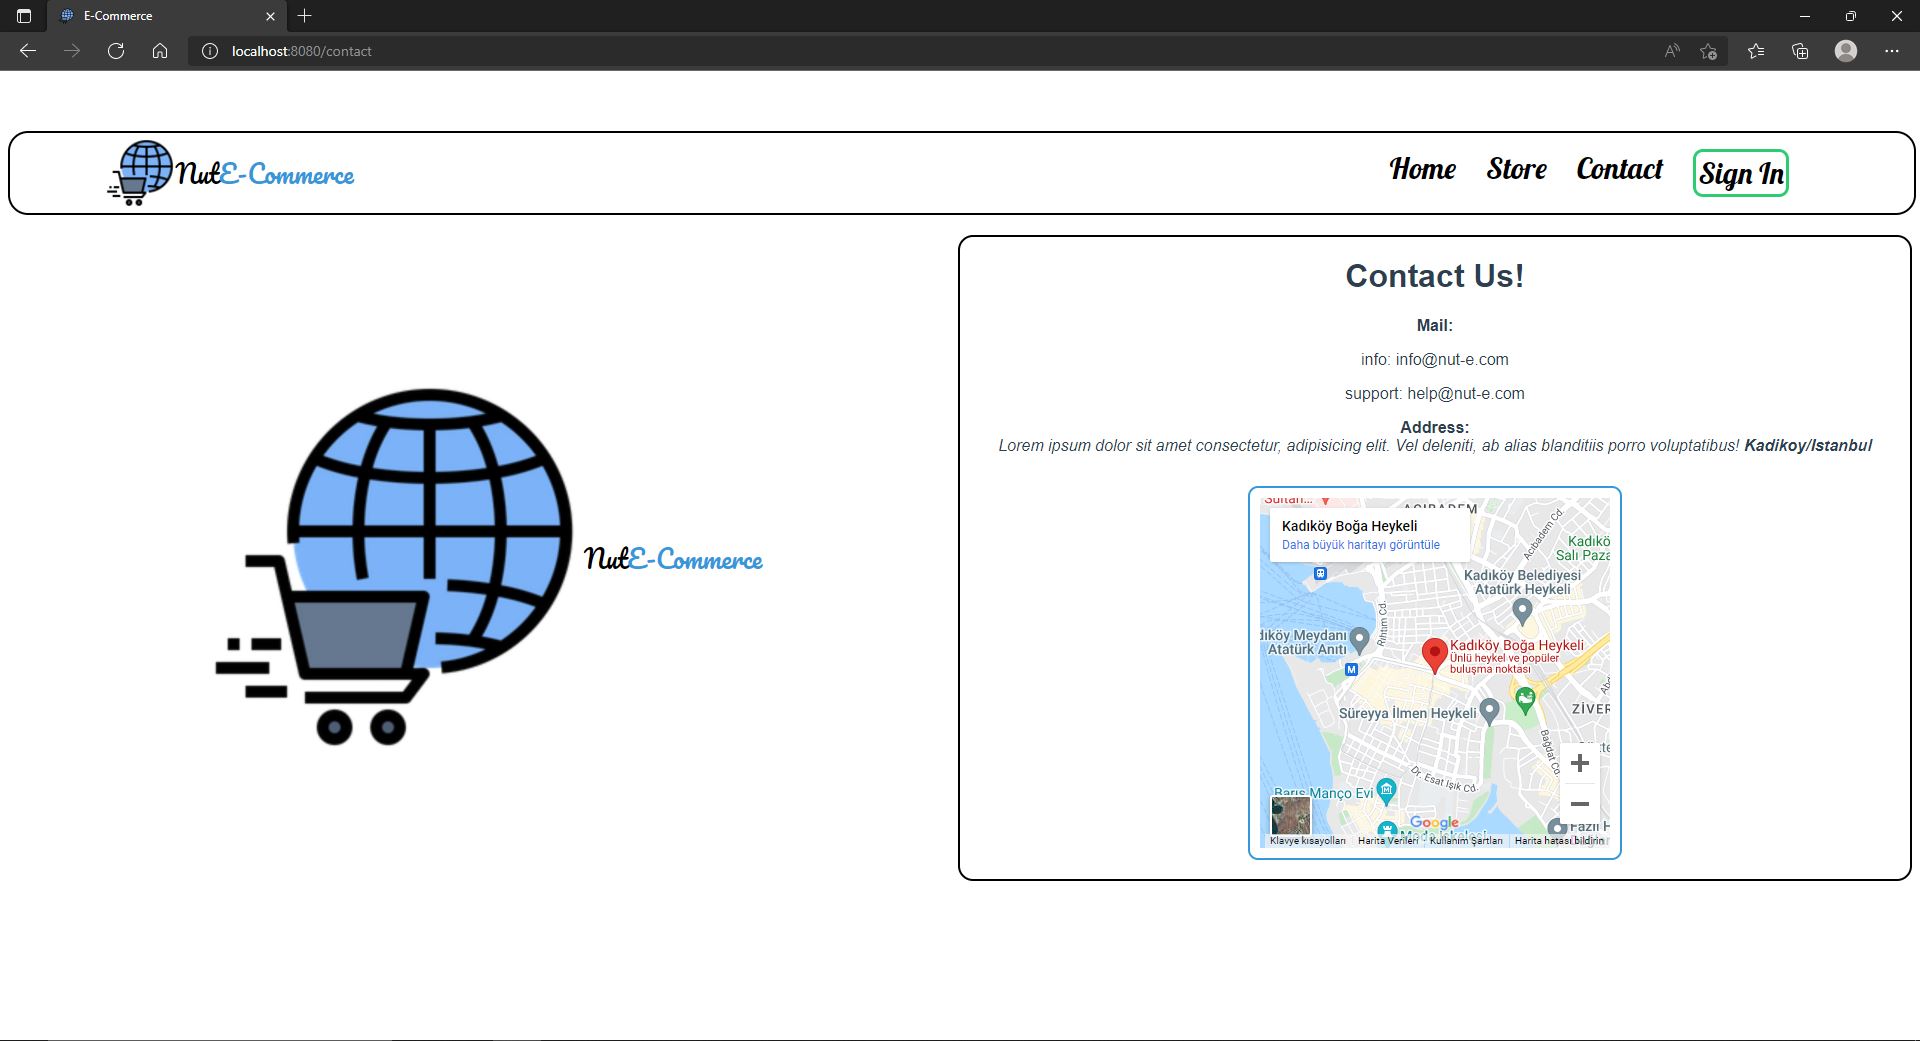 E-Commerce
localhost:8080/contact
NutE-Commerce
Home
Store
Contact
Sign In
NutE-Commerce
Contact Us!
Mail:
info: info@nut-e.com
support: help@nut-e.com
Address:
Lorem ipsum dolor sit amet consectetur, adipisicing elit. Vel deleniti, ab alias blanditiis porro voluptatibus! Kadikoy/Istanbul
Sultan...
ACIBADEM
Kadıköy Boğa Heykeli
Daha büyük haritayı görüntüle
Acıbadem Cd.
Kadıkö
Salı Paza
Kadıköy Belediyesi
Atatürk Heykeli
Rıhtım Cd.
dıköy Meydanı
Atatürk Anıtı
M
Kadıköy Boğa Heykeli
Ünlü heykel ve popüler
buluşma noktası
Süreyya İlmen Heykeli
ZİVER
Bağdat Cd.
Dr. Esat Işık Cd.
Barış Manço Evi
Google
Moda İskelesi
Fazıl H
Klavye kısayolları
Harita Verileri
Kullanım Şartları
Harita hatası bildirin